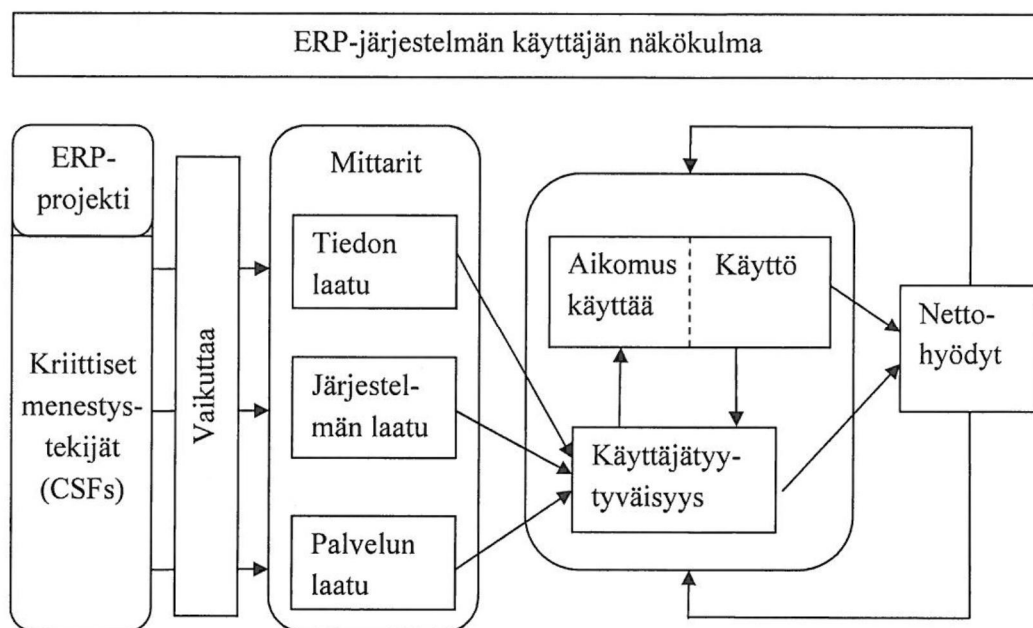 ERP-järjestelmän käyttäjän näkökulma
ERP-
projekti
Kriittiset
menestys-
tekijät
(CSFs)
Vaikuttaa
Mittarit
Tiedon
laatu
Järjestel-
män laatu
Palvelun
laatu
Aikomus
käyttää
Käyttö
Käyttäjätyy-
tyväisyys
Netto-
hyödyt